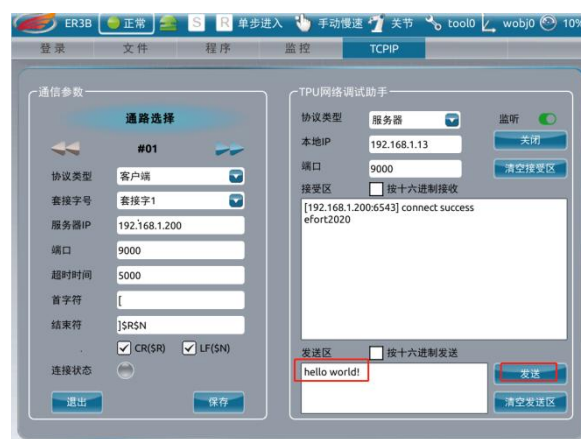 ER3B 正常 S R 单步进入 手动慢速 关节 tool0 wobj0 10%
登录 文件 程序 监控 TCPIP
通信参数
通路选择
#01
协议类型 客户端
套接字号 套接字1
服务器IP 192.168.1.200
端口 9000
超时时间 5000
首字符 [
结束符 ]$R$N
CR($R) LF($N)
连接状态
退出 保存
TPU网络调试助手
协议类型 服务器 监听
本地IP 192.168.1.13 关闭
端口 9000 清空接受区
接受区 按十六进制接收
[192.168.1.200:6543] connect success
efort2020
发送区 按十六进制发送
hello world! 发送
清空发送区